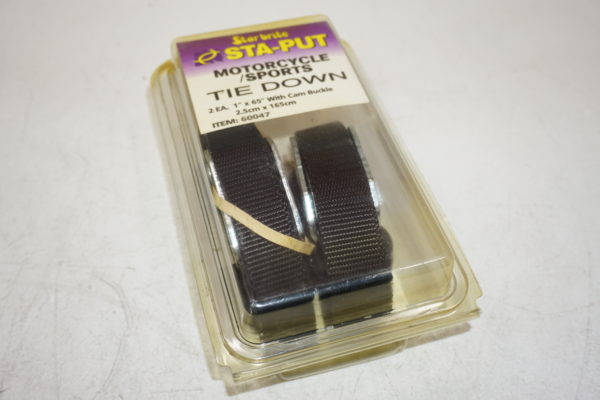 Star brite
STA-PUT
MOTORCYCLE
/SPORTS
TIE DOWN
2 EA. 1" x 65" With Cam Buckle
2.5cm x 165cm
ITEM: 60047